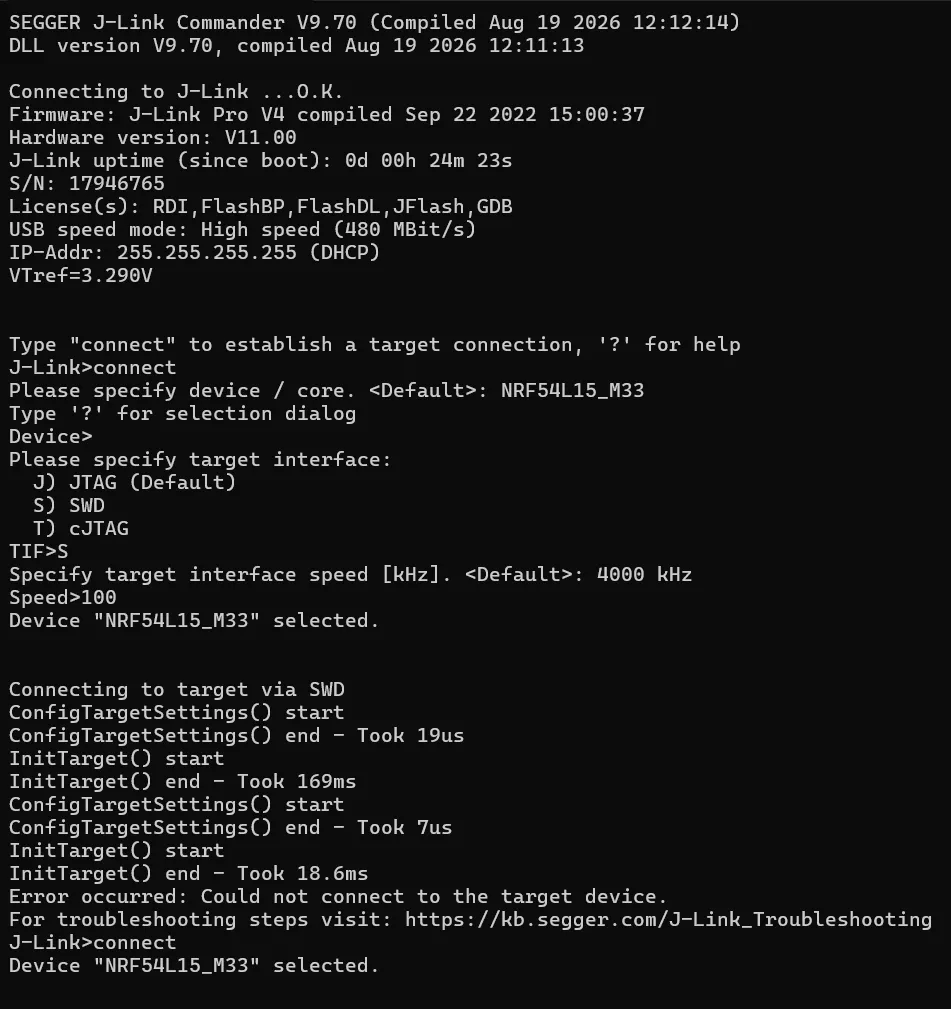 SEGGER J-Link Commander V9.70 (Compiled Aug 19 2026 12:12:14)
DLL version V9.70, compiled Aug 19 2026 12:11:13
Connecting to J-Link ...O.K.
Firmware: J-Link Pro V4 compiled Sep 22 2022 15:00:37
Hardware version: V11.00
J-Link uptime (since boot): 0d 00h 24m 23s
S/N: 17946765
License(s): RDI,FlashBP,FlashDL,JFlash,GDB
USB speed mode: High speed (480 MBit/s)
IP-Addr: 255.255.255.255 (DHCP)
VTref=3.290V
Type "connect" to establish a target connection, '?' for help
J-Link>connect
Please specify device / core. <Default>: NRF54L15_M33
Type '?' for selection dialog
Device>
Please specify target interface:
  J) JTAG (Default)
  S) SWD
  T) cJTAG
TIF>S
Specify target interface speed [kHz]. <Default>: 4000 kHz
Speed>100
Device "NRF54L15_M33" selected.
Connecting to target via SWD
ConfigTargetSettings() start
ConfigTargetSettings() end - Took 19us
InitTarget() start
InitTarget() end - Took 169ms
ConfigTargetSettings() start
ConfigTargetSettings() end - Took 7us
InitTarget() start
InitTarget() end - Took 18.6ms
Error occurred: Could not connect to the target device.
For troubleshooting steps visit: https://kb.segger.com/J-Link_Troubleshooting
J-Link>connect
Device "NRF54L15_M33" selected.